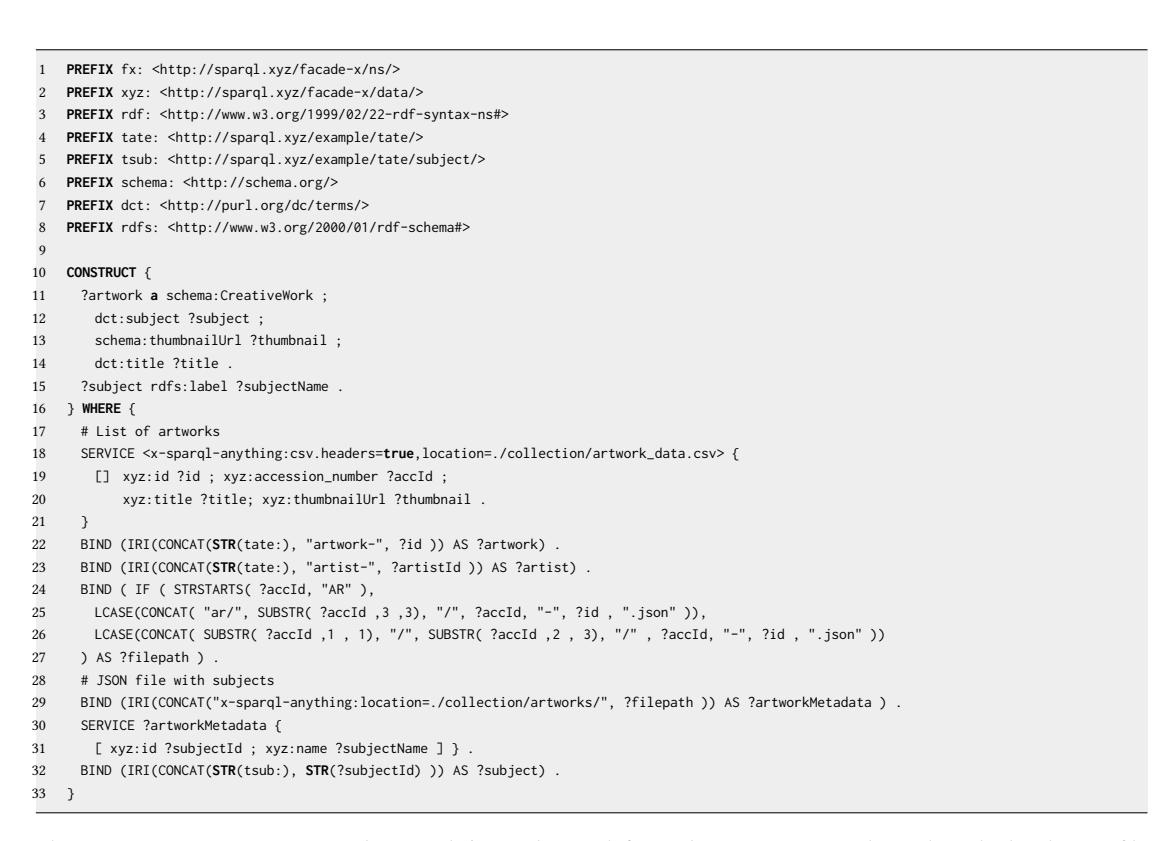 1 PREFIX fx: <http://sparql.xyz/facade-x/ns/>
2 PREFIX xyz: <http://sparql.xyz/facade-x/data/>
3 PREFIX rdf: <http://www.w3.org/1999/02/22-rdf-syntax-ns#>
4 PREFIX tate: <http://sparql.xyz/example/tate/>
5 PREFIX tsub: <http://sparql.xyz/example/tate/subject/>
6 PREFIX schema: <http://schema.org/>
7 PREFIX dct: <http://purl.org/dc/terms/>
8 PREFIX rdfs: <http://www.w3.org/2000/01/rdf-schema#>
9
10 CONSTRUCT {
11 ?artwork a schema:CreativeWork ;
12 dct:subject ?subject ;
13 schema:thumbnailUrl ?thumbnail ;
14 dct:title ?title .
15 ?subject rdfs:label ?subjectName .
16 } WHERE {
17 # List of artworks
18 SERVICE <x-sparql-anything:csv.headers=true,location=./collection/artwork_data.csv> {
19 [] xyz:id ?id ; xyz:accession_number ?accId ;
20 xyz:title ?title; xyz:thumbnailUrl ?thumbnail .
21 }
22 BIND (IRI(CONCAT(STR(tate:), "artwork-", ?id )) AS ?artwork) .
23 BIND (IRI(CONCAT(STR(tate:), "artist-", ?artistId )) AS ?artist) .
24 BIND ( IF ( STRSTARTS( ?accId, "AR" ),
25 LCASE(CONCAT( "ar/", SUBSTR( ?accId ,3 ,3), "/", ?accId, "-", ?id , ".json" )),
26 LCASE(CONCAT( SUBSTR( ?accId ,1 , 1), "/", SUBSTR( ?accId ,2 , 3), "/" , ?accId, "-", ?id , ".json" ))
27 ) AS ?filepath ) .
28 # JSON file with subjects
29 BIND (IRI(CONCAT("x-sparql-anything:location=./collection/artworks/", ?filepath )) AS ?artworkMetadata ) .
30 SERVICE ?artworkMetadata {
31 [ xyz:id ?subjectId ; xyz:name ?subjectName ] } .
32 BIND (IRI(CONCAT(STR(tsub:), STR(?subjectId) )) AS ?subject) .
33 }